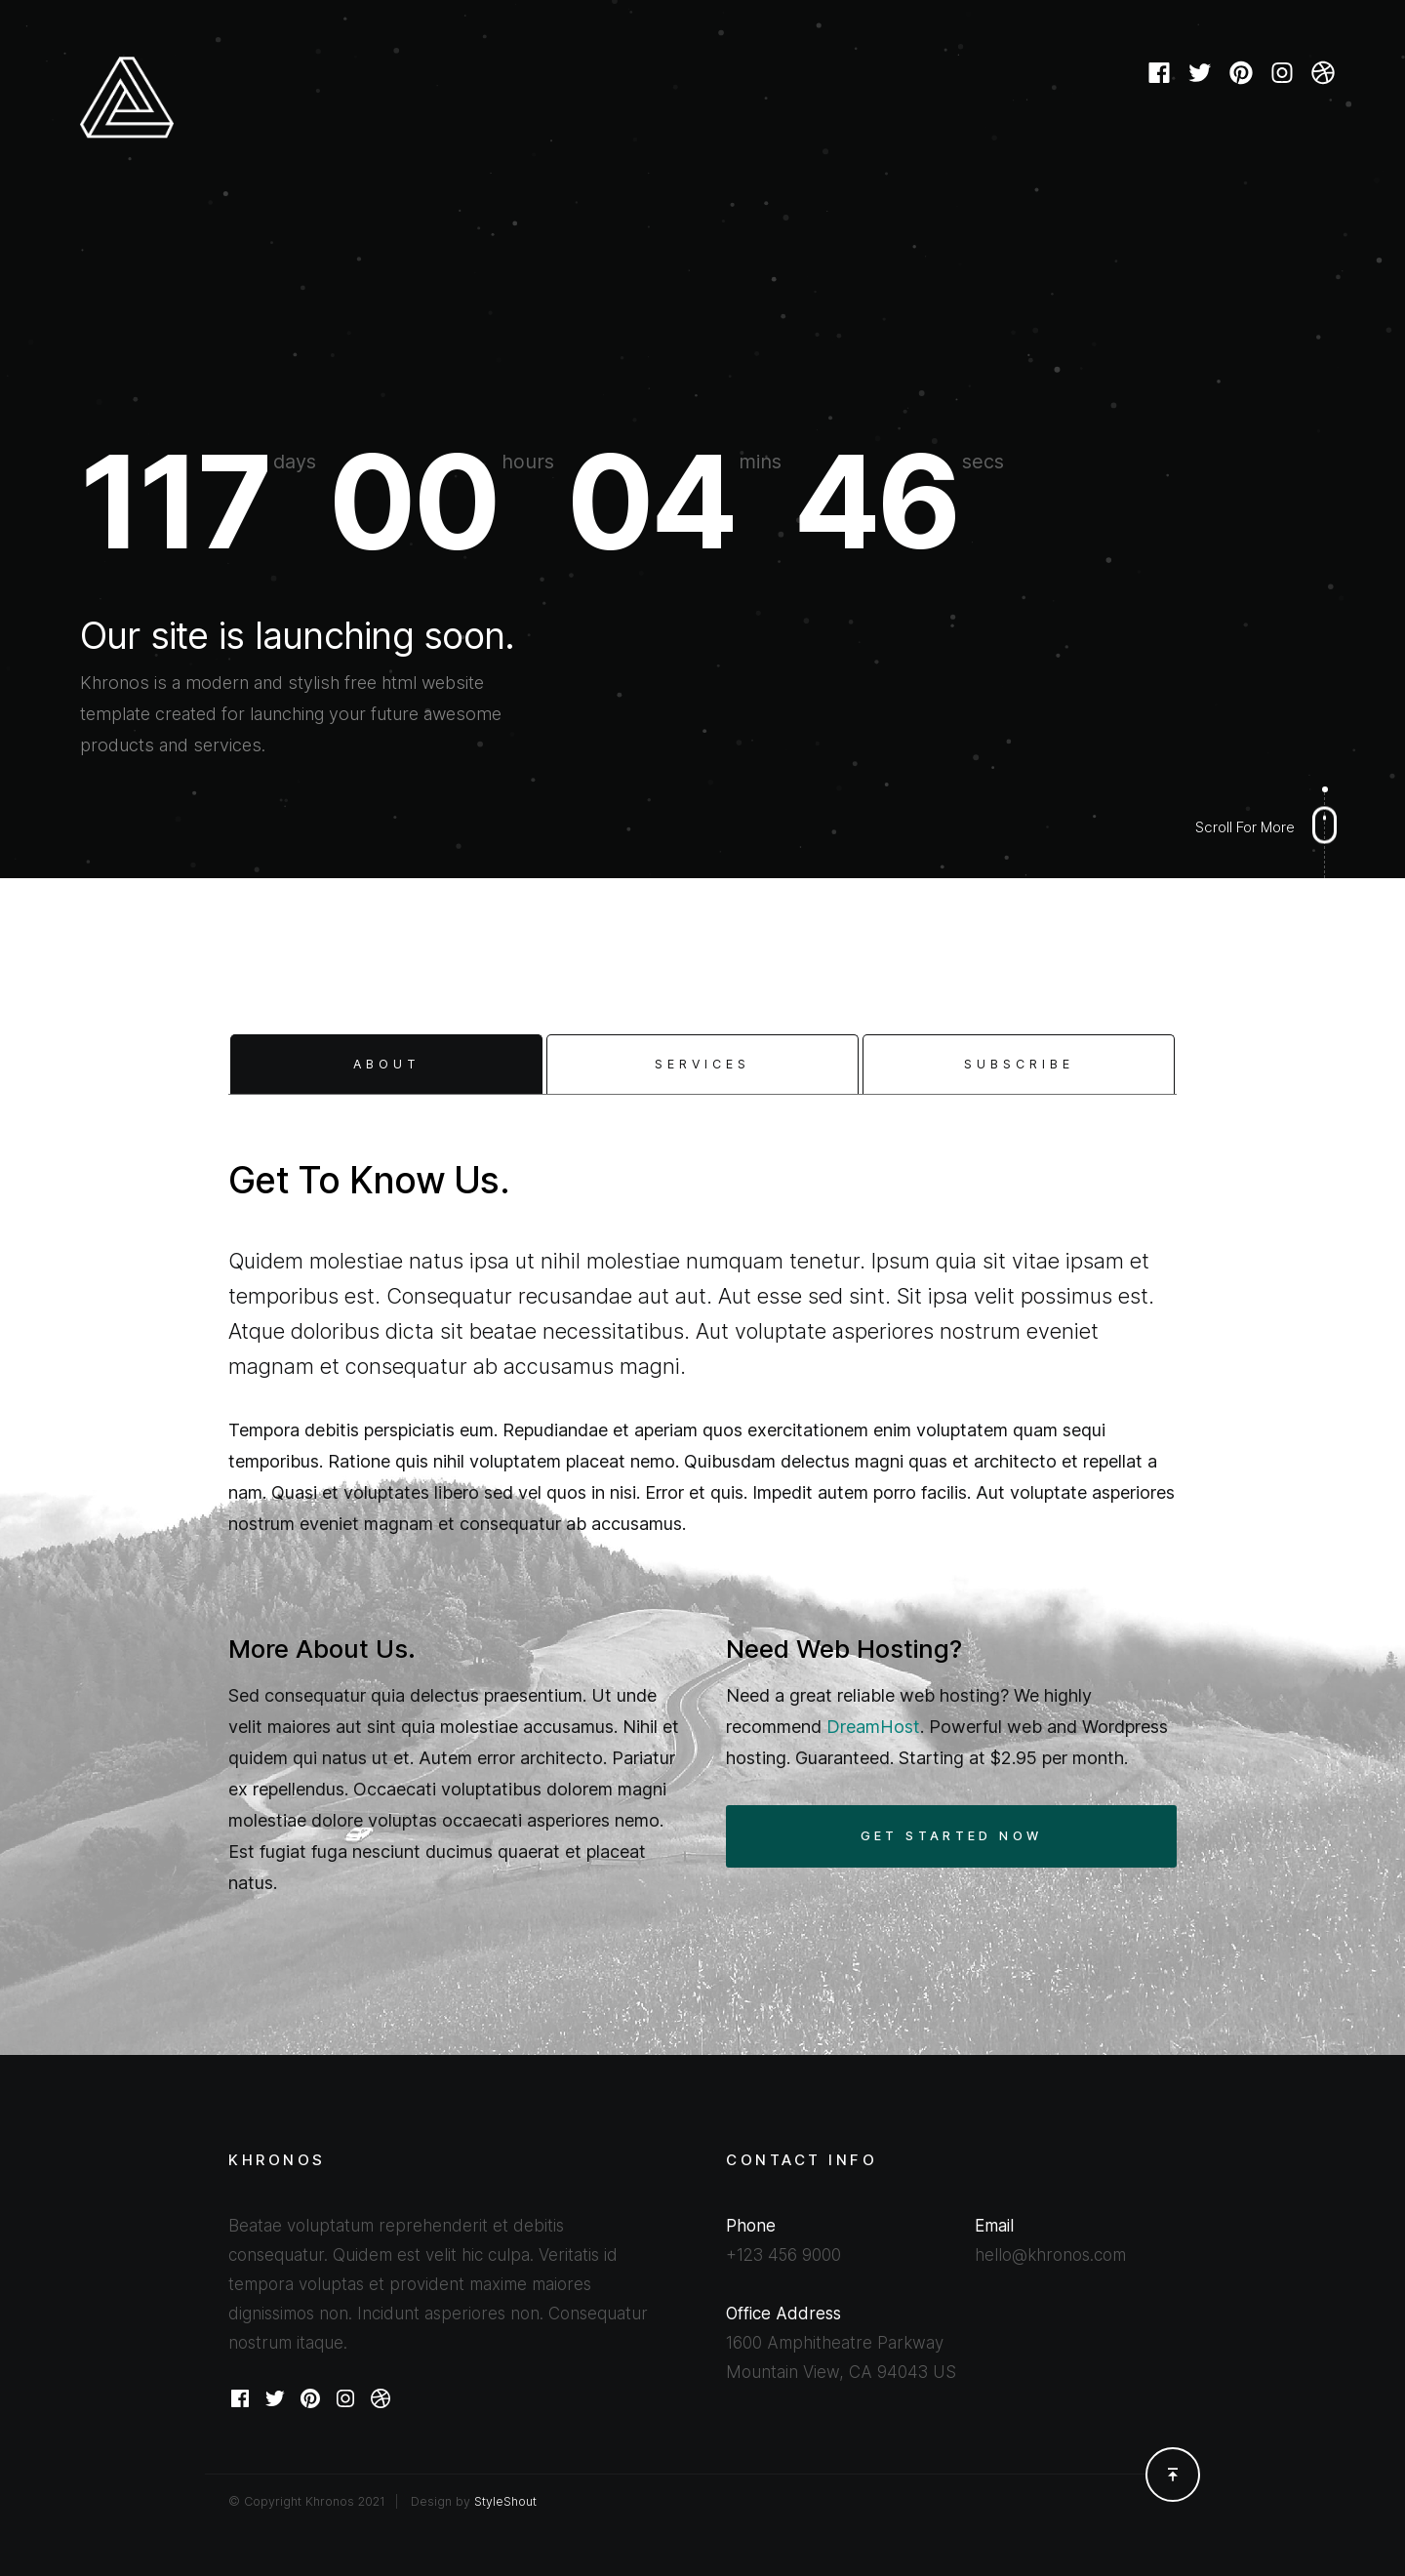 117 days 00 hours 04 mins 46 secs
Our site is launching soon.
Khronos is a modern and stylish free html website
template created for launching your future awesome
products and services.
Scroll For More
ABOUT
SERVICES
SUBSCRIBE
Get To Know Us.
Quidem molestiae natus ipsa ut nihil molestiae numquam tenetur. Ipsum quia sit vitae ipsam et
temporibus est. Consequatur recusandae aut aut. Aut esse sed sint. Sit ipsa velit possimus est.
Atque doloribus dicta sit beatae necessitatibus. Aut voluptate asperiores nostrum eveniet
magnam et consequatur ab accusamus magni.
Tempora debitis perspiciatis eum. Repudiandae et aperiam quos exercitationem enim voluptatem quam sequi
temporibus. Ratione quis nihil voluptatem placeat nemo. Quibusdam delectus magni quas et architecto et repellat a
nam. Quasi et voluptates libero sed vel quos in nisi. Error et quis. Impedit autem porro facilis. Aut voluptate asperiores
nostrum eveniet magnam et consequatur ab accusamus.
More About Us.
Sed consequatur quia delectus praesentium. Ut unde
velit maiores aut sint quia molestiae accusamus. Nihil et
quidem qui natus ut et. Autem error architecto. Pariatur
ex repellendus. Occaecati voluptatibus dolorem magni
molestiae dolore voluptas occaecati asperiores nemo.
Est fugiat fuga nesciunt ducimus quaerat et placeat
natus.
Need Web Hosting?
Need a great reliable web hosting? We highly
recommend DreamHost. Powerful web and Wordpress
hosting. Guaranteed. Starting at $2.95 per month.
GET STARTED NOW
KHRONOS
Beatae voluptatum reprehenderit et debitis
consequatur. Quidem est velit hic culpa. Veritatis id
tempora voluptas et provident maxime maiores
dignissimos non. Incidunt asperiores non. Consequatur
nostrum itaque.
CONTACT INFO
Phone
+123 456 9000
Email
hello@khronos.com
Office Address
1600 Amphitheatre Parkway
Mountain View, CA 94043 US
© Copyright Khronos 2021 | Design by StyleShout